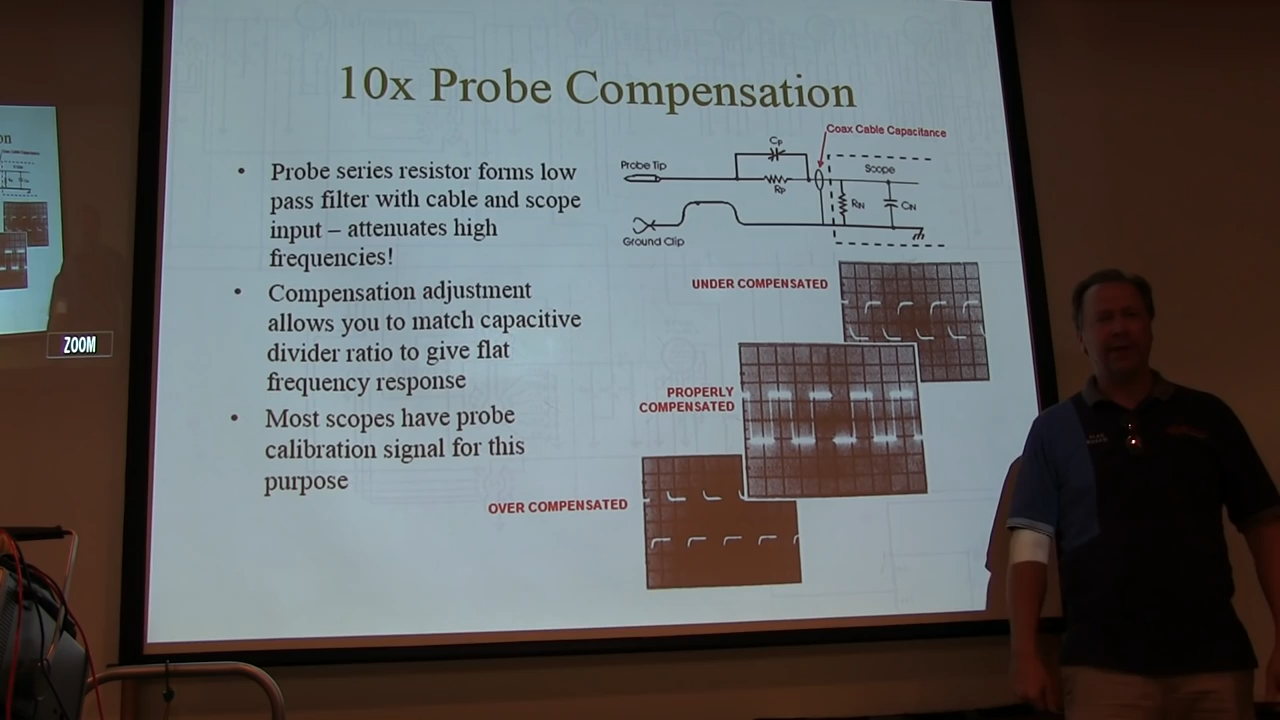 10x Probe Compensation
• Probe series resistor forms low
pass filter with cable and scope
input – attenuates high
frequencies!
• Compensation adjustment
allows you to match capacitive
divider ratio to give flat
frequency response
• Most scopes have probe
calibration signal for this
purpose
Coax Cable Capacitance
Probe Tip
CP
RP
Scope
RIN
CIN
Ground Clip
UNDER COMPENSATED
PROPERLY
COMPENSATED
OVER COMPENSATED
on
ZOOM